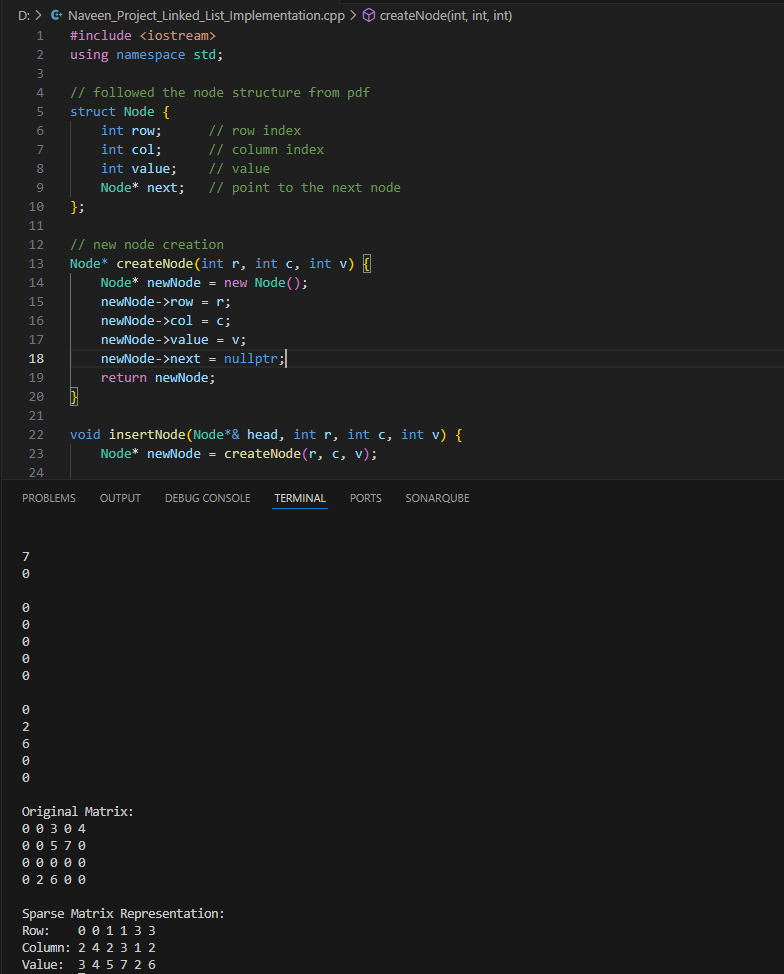 D: > Naveen_Project_Linked_List_Implementation.cpp > createNode(int, int, int)
1 #include <iostream>
2 using namespace std;
3
4 // followed the node structure from pdf
5 struct Node {
6     int row;      // row index
7     int col;      // column index
8     int value;    // value
9     Node* next;   // point to the next node
10 };
11
12 // new node creation
13 Node* createNode(int r, int c, int v) {
14     Node* newNode = new Node();
15     newNode->row = r;
16     newNode->col = c;
17     newNode->value = v;
18     newNode->next = nullptr;
19     return newNode;
20 }
21
22 void insertNode(Node*& head, int r, int c, int v) {
23     Node* newNode = createNode(r, c, v);
24
PROBLEMS OUTPUT DEBUG CONSOLE TERMINAL PORTS SONARQUBE
7
0
0
0
0
0
0
0
2
6
0
0
Original Matrix:
0 0 3 0 4
0 0 5 7 0
0 0 0 0 0
0 2 6 0 0
Sparse Matrix Representation:
Row:    0 0 1 1 3 3
Column: 2 4 2 3 1 2
Value:  3 4 5 7 2 6